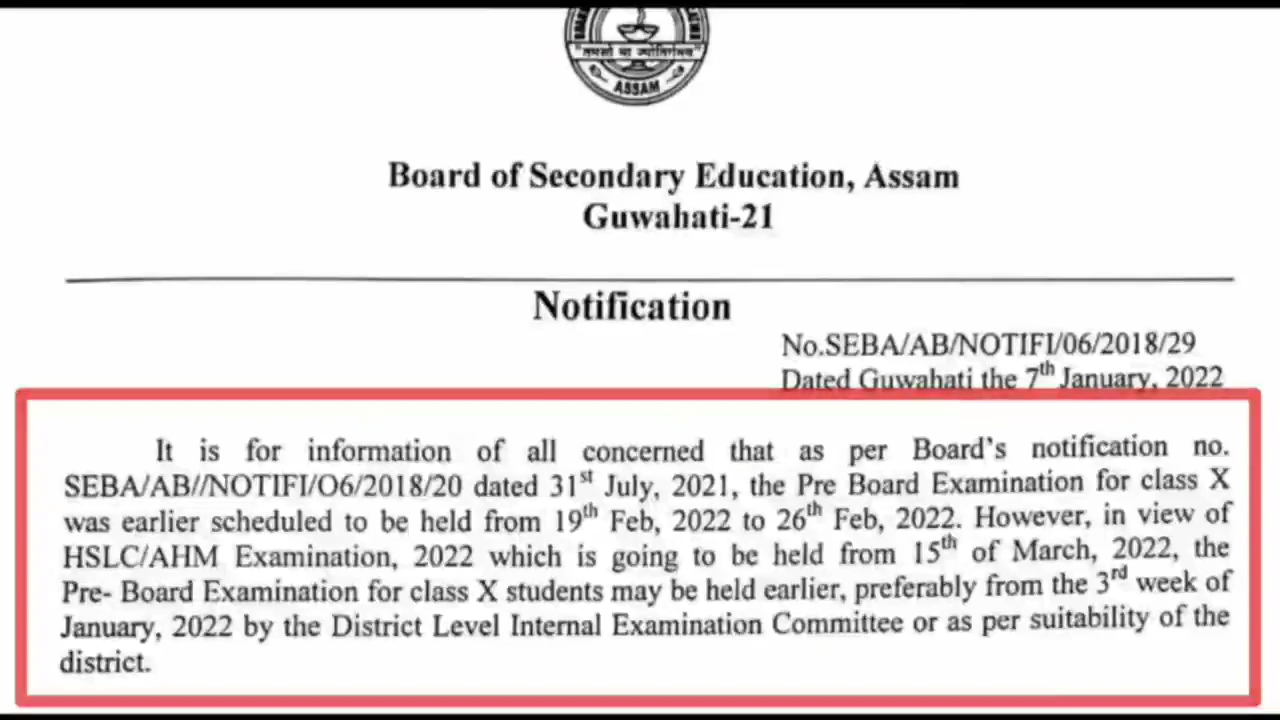 "तमसो मा ज्योतिर्गमय"
ASSAM
Board of Secondary Education, Assam
Guwahati-21
Notification
No.SEBA/AB/NOTIFI/06/2018/29
Dated Guwahati the 7th January, 2022
It is for information of all concerned that as per Board's notification no.
SEBA/AB//NOTIFI/O6/2018/20 dated 31st July, 2021, the Pre Board Examination for class X
was earlier scheduled to be held from 19th Feb, 2022 to 26th Feb, 2022. However, in view of
HSLC/AHM Examination, 2022 which is going to be held from 15th of March, 2022, the
Pre- Board Examination for class X students may be held earlier, preferably from the 3rd week of
January, 2022 by the District Level Internal Examination Committee or as per suitability of the
district.